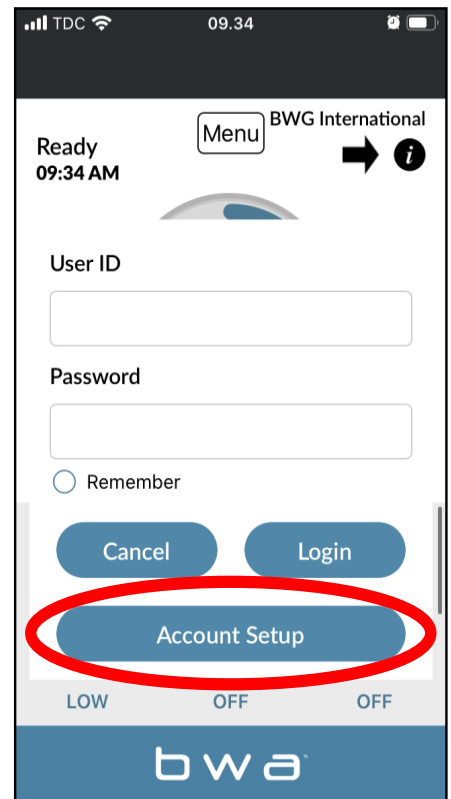 TDC 09.34
BWG International
Menu
Ready
09:34 AM
i
User ID
Password
Remember
Cancel Login
Account Setup
LOW OFF OFF
bwa